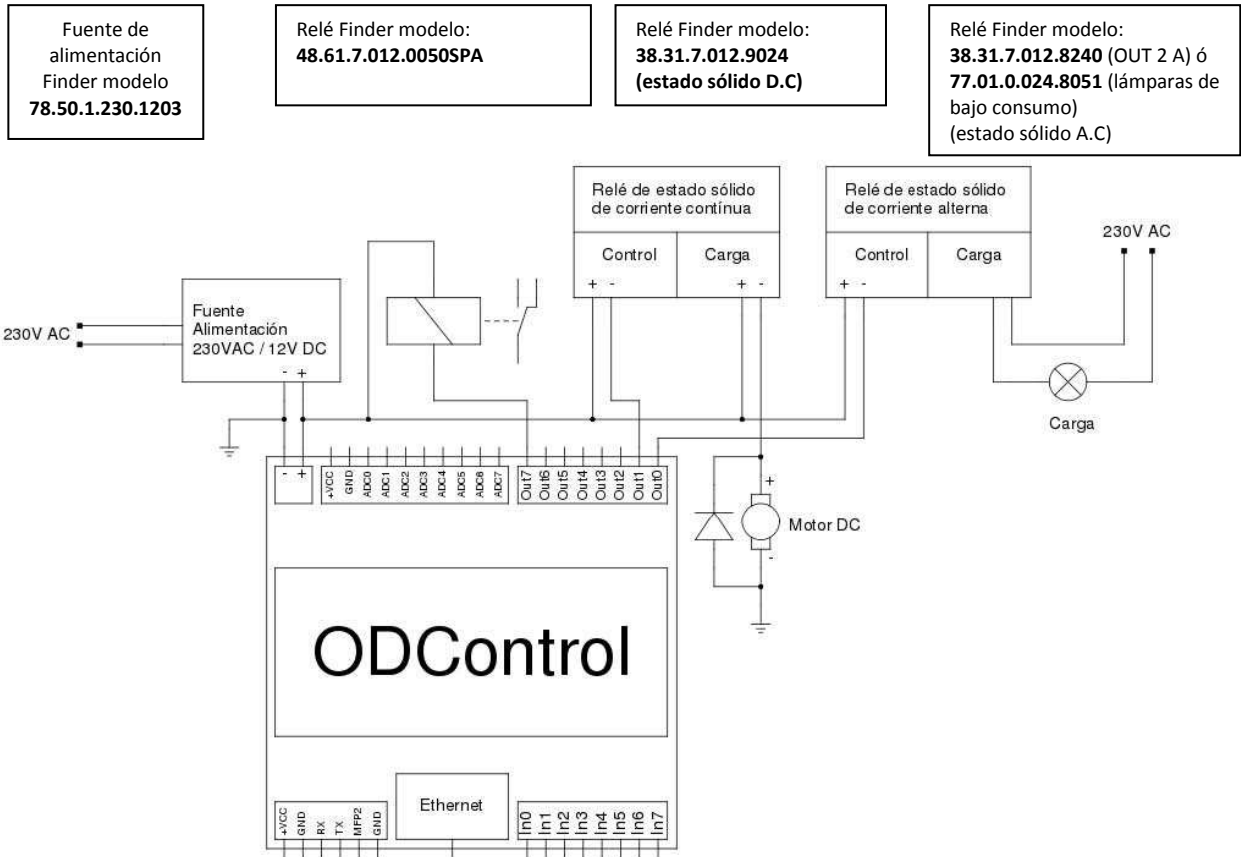 Fuente de
alimentación
Finder modelo
78.50.1.230.1203
Relé Finder modelo:
48.61.7.012.0050SPA
Relé Finder modelo:
38.31.7.012.9024
(estado sólido D.C)
Relé Finder modelo:
38.31.7.012.8240 (OUT 2 A) ó
77.01.0.024.8051 (lámparas de
bajo consumo)
(estado sólido A.C)
Relé de estado sólido
de corriente contínua
Control
Carga
+ -
+ -
Relé de estado sólido
de corriente alterna
Control
Carga
+ -
230V AC
Carga
230V AC
Fuente
Alimentación
230VAC / 12V DC
- +
- +
+VCC
GND
ADC0
ADC1
ADC2
ADC3
ADC4
ADC5
ADC6
ADC7
Out7
Out6
Out5
Out4
Out3
Out2
Out1
Out0
+
Motor DC
-
ODControl
+VCC
GND
RX
TX
MFP2
GND
Ethernet
In0
In1
In2
In3
In4
In5
In6
In7